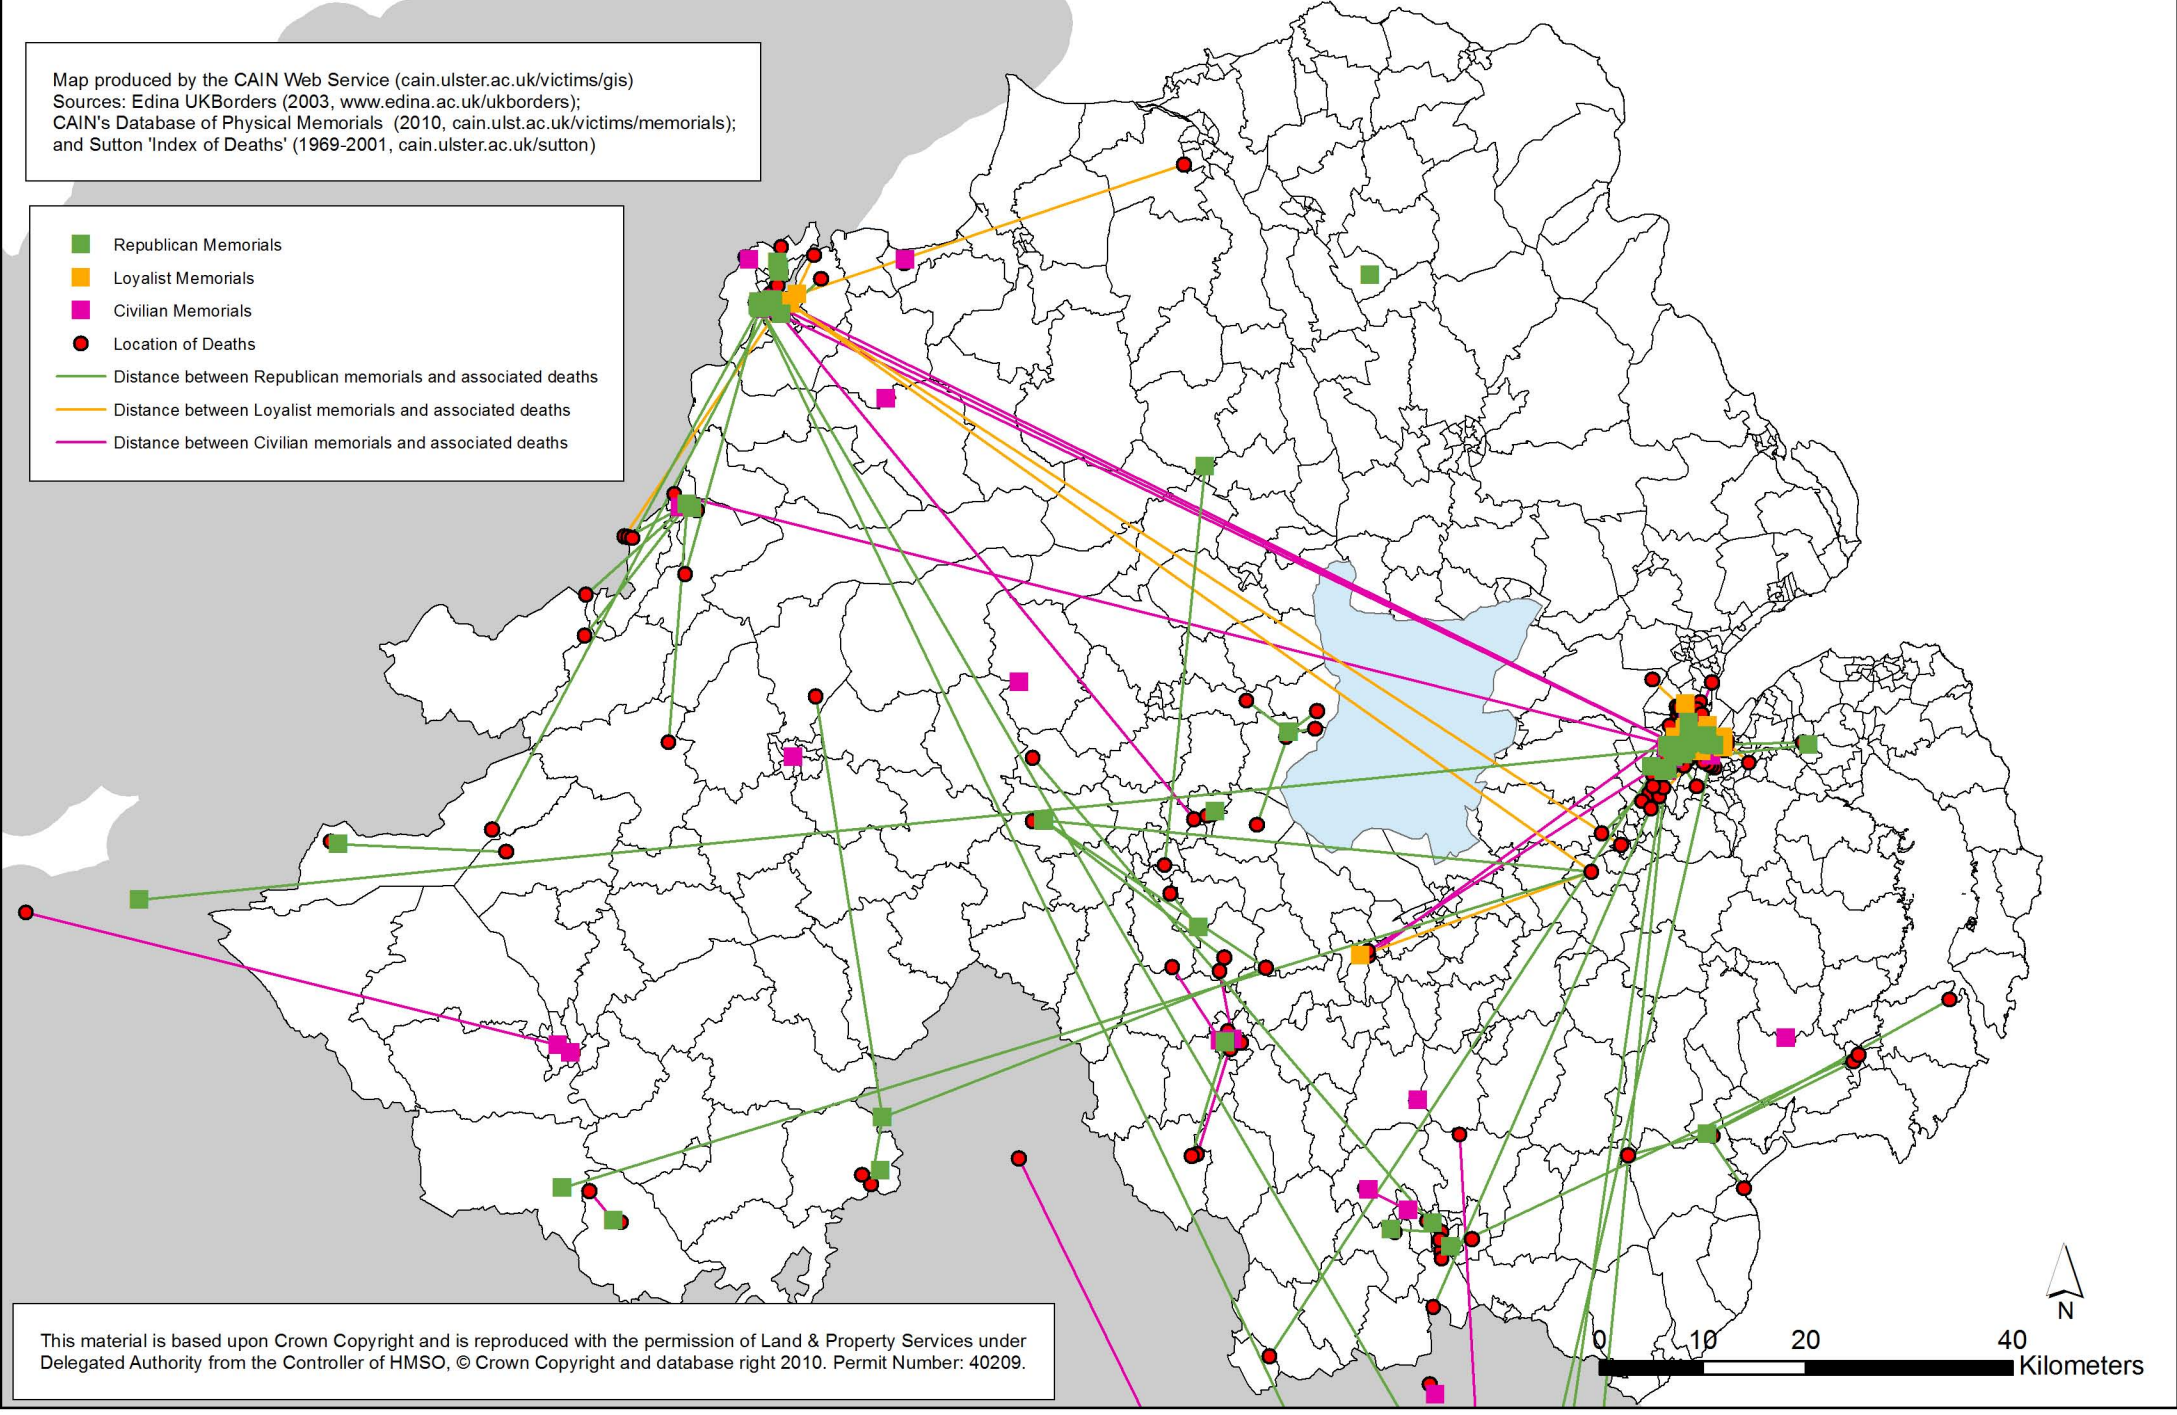 Map produced by the CAIN Web Service (cain.ulster.ac.uk/victims/gis)
Sources: Edina UKBorders (2003, www.edina.ac.uk/ukborders);
CAIN's Database of Physical Memorials (2010, cain.ulst.ac.uk/victims/memorials);
and Sutton 'Index of Deaths' (1969-2001, cain.ulster.ac.uk/sutton)
Republican Memorials
Loyalist Memorials
Civilian Memorials
Location of Deaths
Distance between Republican memorials and associated deaths
Distance between Loyalist memorials and associated deaths
Distance between Civilian memorials and associated deaths
N
0 10 20 40
Kilometers
This material is based upon Crown Copyright and is reproduced with the permission of Land & Property Services under
Delegated Authority from the Controller of HMSO, © Crown Copyright and database right 2010. Permit Number: 40209.